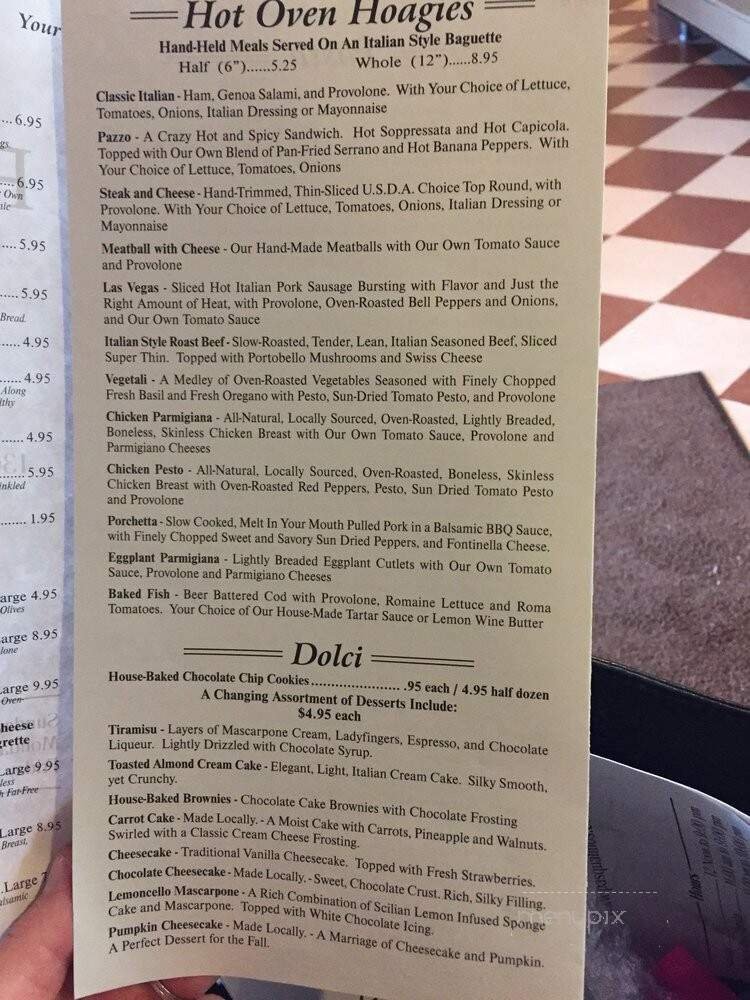 Your
...6.95
gs.
....6.95
Own
....5.95
.....5.95
Bread.
.....4.95
......4.95
Along
lthy
.....4.95
......5.95
inkled
........1.95
arge 4.95
Olives
arge 8.95
lone
Large 9.95
Oven-
heese
grette
Large 9.95
less
Fat-Free
Large 8.95
Breast,
..Large 7
alsamic
Hot Oven Hoagies
Hand-Held Meals Served On An Italian Style Baguette
Half (6")......5.25 Whole (12")......8.95
Classic Italian - Ham, Genoa Salami, and Provolone. With Your Choice of Lettuce,
Tomatoes, Onions, Italian Dressing or Mayonnaise
Pazzo - A Crazy Hot and Spicy Sandwich. Hot Soppressata and Hot Capicola.
Topped with Our Own Blend of Pan-Fried Serrano and Hot Banana Peppers. With
Your Choice of Lettuce, Tomatoes, Onions
Steak and Cheese - Hand-Trimmed, Thin-Sliced U.S.D.A. Choice Top Round, with
Provolone. With Your Choice of Lettuce, Tomatoes, Onions, Italian Dressing or
Mayonnaise
Meatball with Cheese - Our Hand-Made Meatballs with Our Own Tomato Sauce
and Provolone
Las Vegas - Sliced Hot Italian Pork Sausage Bursting with Flavor and Just the
Right Amount of Heat, with Provolone, Oven-Roasted Bell Peppers and Onions,
and Our Own Tomato Sauce
Italian Style Roast Beef - Slow-Roasted, Tender, Lean, Italian Seasoned Beef, Sliced
Super Thin. Topped with Portobello Mushrooms and Swiss Cheese
Vegetali - A Medley of Oven-Roasted Vegetables Seasoned with Finely Chopped
Fresh Basil and Fresh Oregano with Pesto, Sun-Dried Tomato Pesto, and Provolone
Chicken Parmigiana - All-Natural, Locally Sourced, Oven-Roasted, Lightly Breaded,
Boneless, Skinless Chicken Breast with Our Own Tomato Sauce, Provolone and
Parmigiano Cheeses
Chicken Pesto - All-Natural, Locally Sourced, Oven-Roasted, Boneless, Skinless
Chicken Breast with Oven-Roasted Red Peppers, Pesto, Sun Dried Tomato Pesto
and Provolone
Porchetta - Slow Cooked, Melt In Your Mouth Pulled Pork in a Balsamic BBQ Sauce,
with Finely Chopped Sweet and Savory Sun Dried Peppers, and Fontinella Cheese.
Eggplant Parmigiana - Lightly Breaded Eggplant Cutlets with Our Own Tomato
Sauce, Provolone and Parmigiano Cheeses
Baked Fish - Beer Battered Cod with Provolone, Romaine Lettuce and Roma
Tomatoes. Your Choice of Our House-Made Tartar Sauce or Lemon Wine Butter
Dolci
House-Baked Chocolate Chip Cookies...................... .95 each / 4.95 half dozen
A Changing Assortment of Desserts Include:
$4.95 each
Tiramisu - Layers of Mascarpone Cream, Ladyfingers, Espresso, and Chocolate
Liqueur. Lightly Drizzled with Chocolate Syrup.
Toasted Almond Cream Cake - Elegant, Light, Italian Cream Cake. Silky Smooth,
yet Crunchy.
House-Baked Brownies - Chocolate Cake Brownies with Chocolate Frosting
Carrot Cake - Made Locally. - A Moist Cake with Carrots, Pineapple and Walnuts.
Swirled with a Classic Cream Cheese Frosting.
Cheesecake - Traditional Vanilla Cheesecake. Topped with Fresh Strawberries.
Chocolate Cheesecake - Made Locally. - Sweet, Chocolate Crust. Rich, Silky Filling.
Lemoncello Mascarpone - A Rich Combination of Scilian Lemon Infused Sponge
Cake and Mascarpone. Topped with White Chocolate Icing.
Pumpkin Cheesecake - Made Locally. - A Marriage of Cheesecake and Pumpkin.
A Perfect Dessert for the Fall.
Hours
menupix